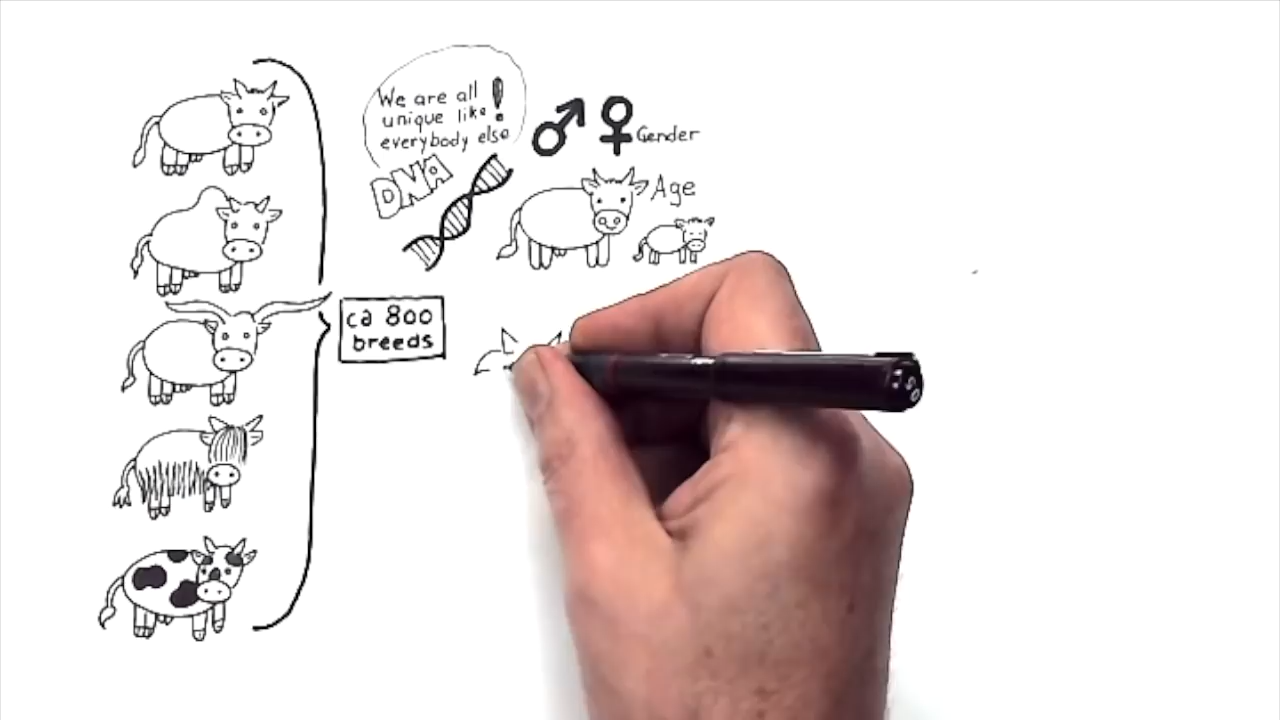 We are all
unique like !
everybody else
DNA
Gender
Age
ca 800
breeds